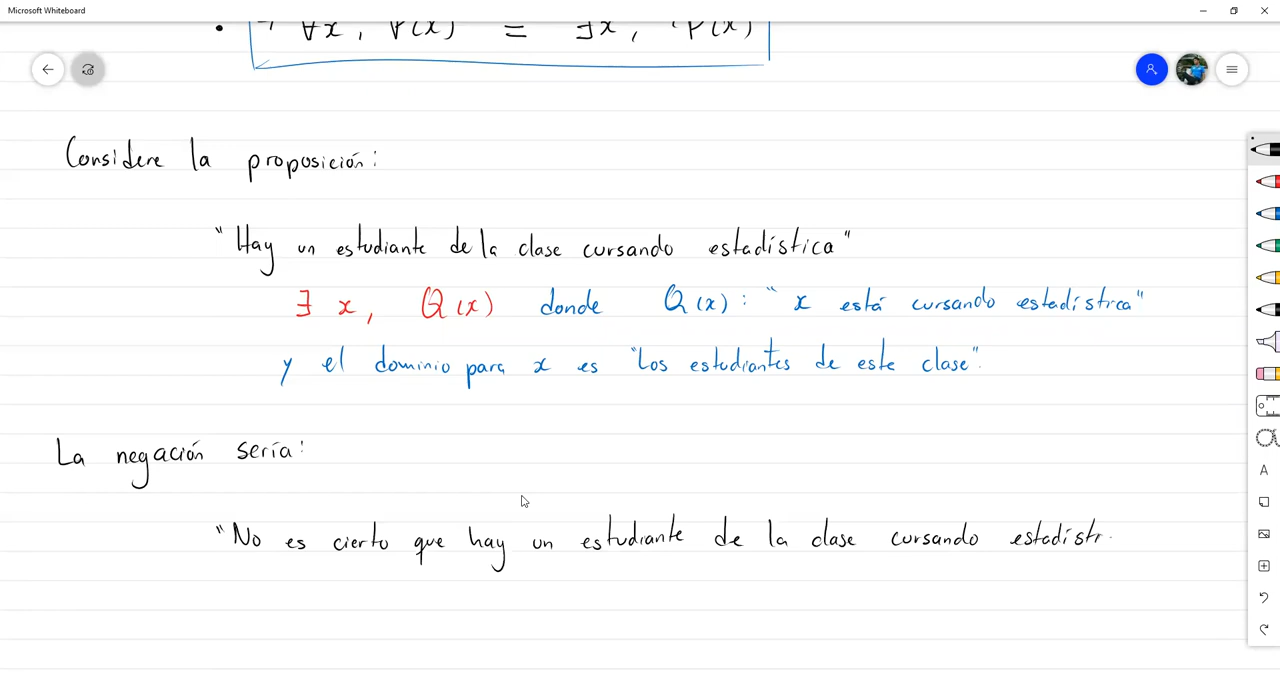 Microsoft Whiteboard
¬ ∀x, P(x) ≡ ∃x, ¬P(x)
Considere la proposición:
"Hay un estudiante de la clase cursando estadística"
∃ x, Q(x) donde Q(x): "x está cursando estadística"
y el dominio para x es "Los estudiantes de este clase".
La negación sería:
"No es cierto que hay un estudiante de la clase cursando estadístr
A